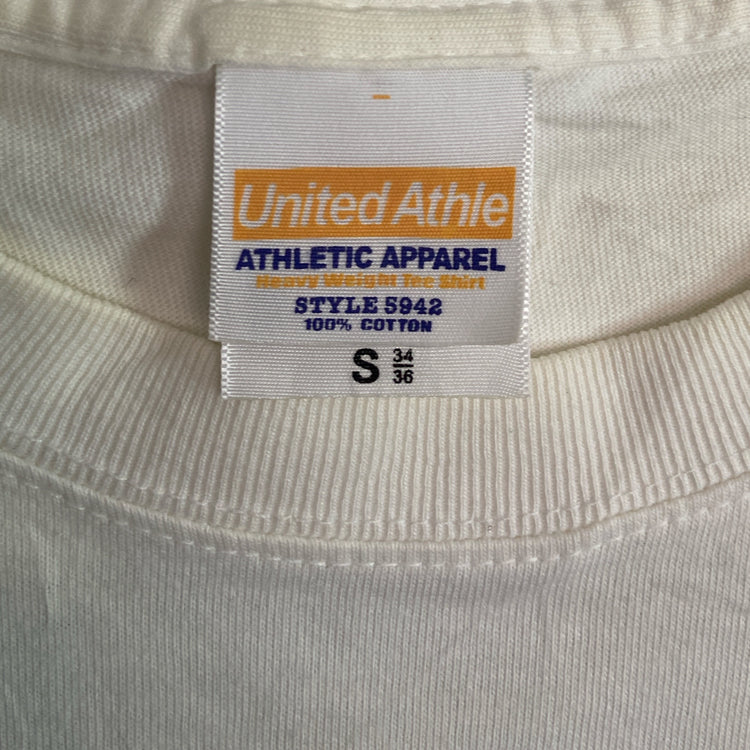 United Athle
ATHLETIC APPAREL
Heavy Weight Tee Shirt
STYLE 5942
100% COTTON
S 34
36